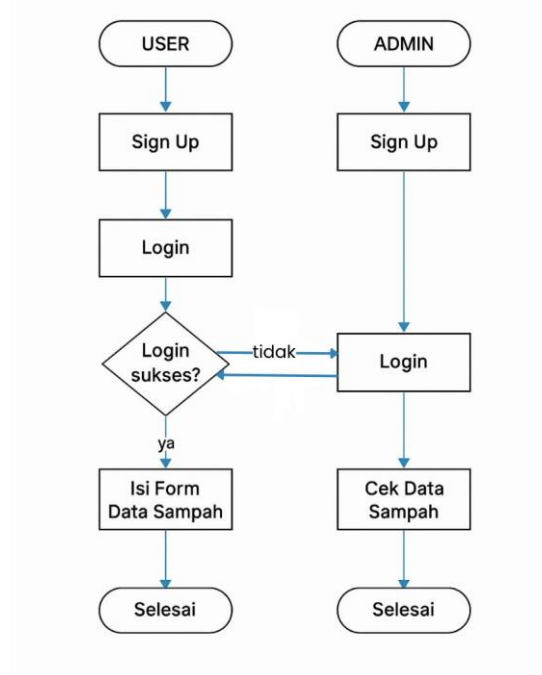 USER
Sign Up
Login
Login
sukses?
tidak
ya
Isi Form
Data Sampah
Selesai
ADMIN
Sign Up
Login
Cek Data
Sampah
Selesai